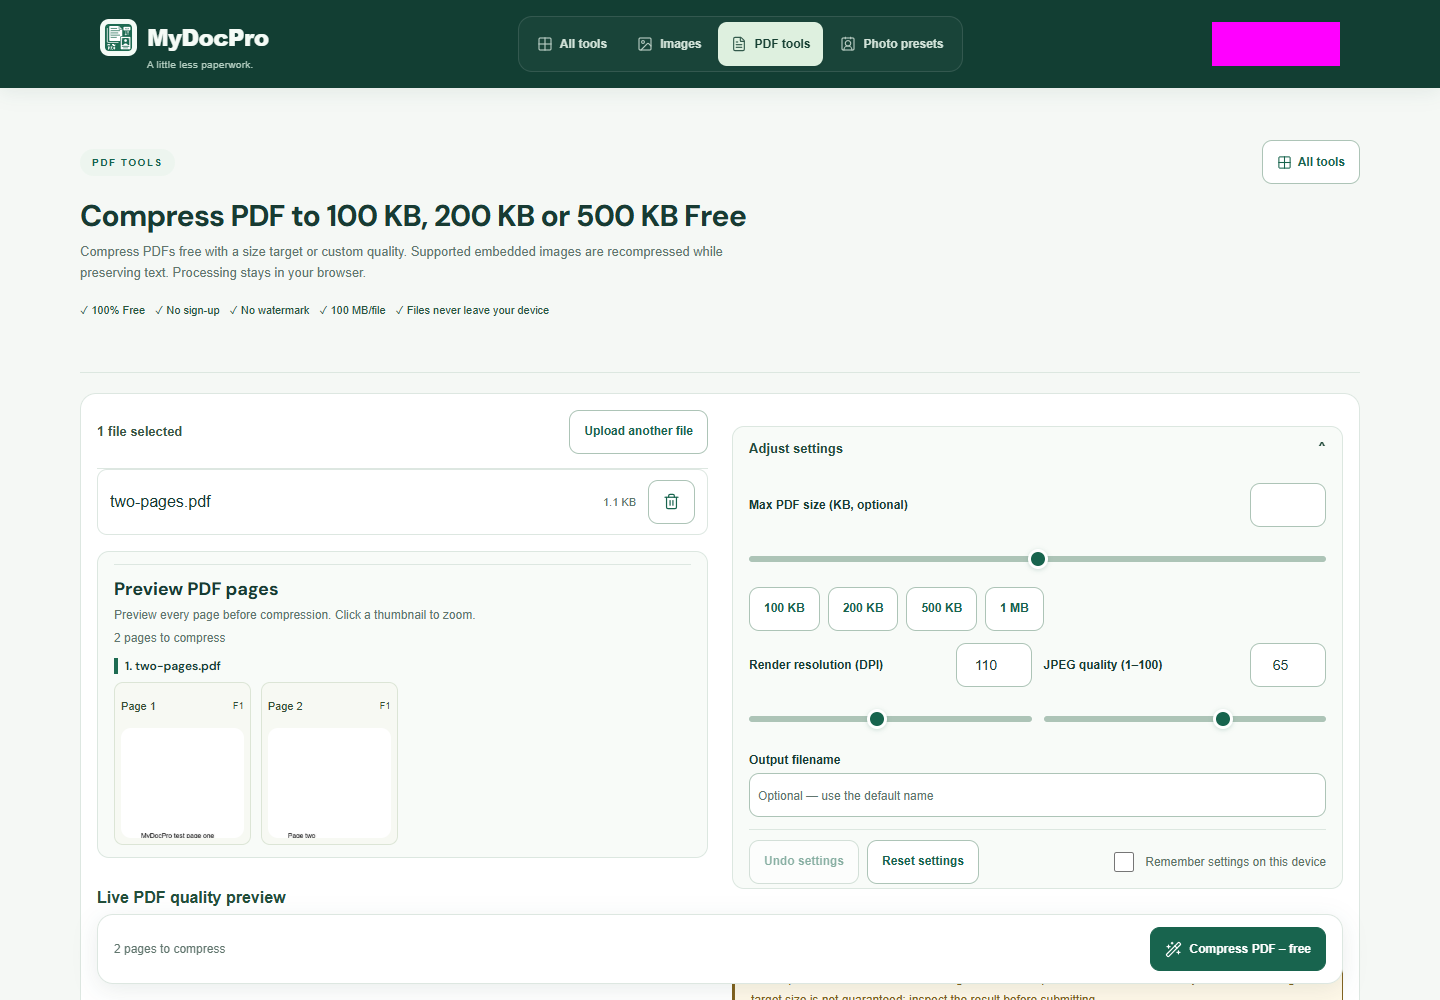 MyDocPro
A little less paperwork.
All tools
Images
PDF tools
Photo presets
PDF TOOLS
All tools
Compress PDF to 100 KB, 200 KB or 500 KB Free
Compress PDFs free with a size target or custom quality. Supported embedded images are recompressed while
preserving text. Processing stays in your browser.
✓ 100% Free ✓ No sign-up ✓ No watermark ✓ 100 MB/file ✓ Files never leave your device
1 file selected
Upload another file
two-pages.pdf
1.1 KB
Preview PDF pages
Preview every page before compression. Click a thumbnail to zoom.
2 pages to compress
1. two-pages.pdf
Page 1 F1
MyDocPro test page one
Page 2 F1
Page two
Live PDF quality preview
Adjust settings
Max PDF size (KB, optional)
100 KB
200 KB
500 KB
1 MB
Render resolution (DPI)
110
JPEG quality (1–100)
65
Output filename
Optional — use the default name
Undo settings
Reset settings
Remember settings on this device
2 pages to compress
Compress PDF – free
target size is not guaranteed; inspect the result before submitting.